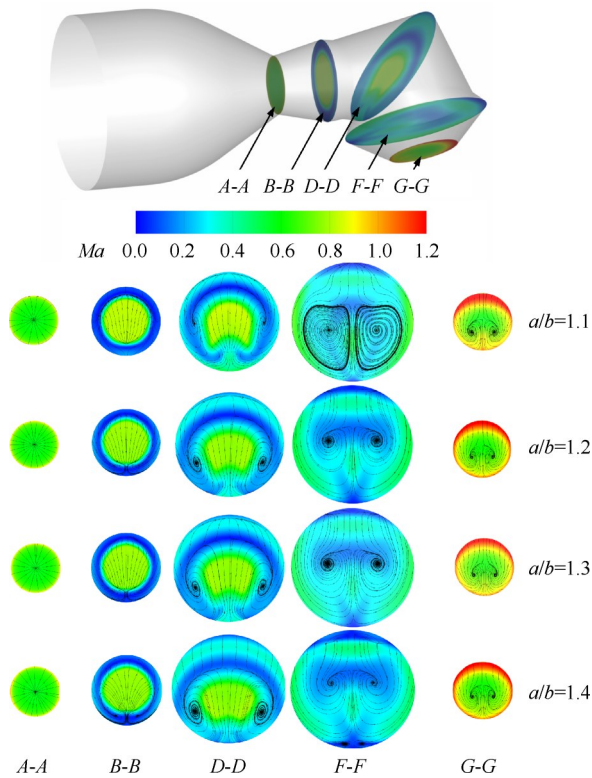 A-A B-B D-D F-F G-G
Ma 0.0 0.2 0.4 0.6 0.8 1.0 1.2
a/b=1.1
a/b=1.2
a/b=1.3
a/b=1.4
A-A B-B D-D F-F G-G